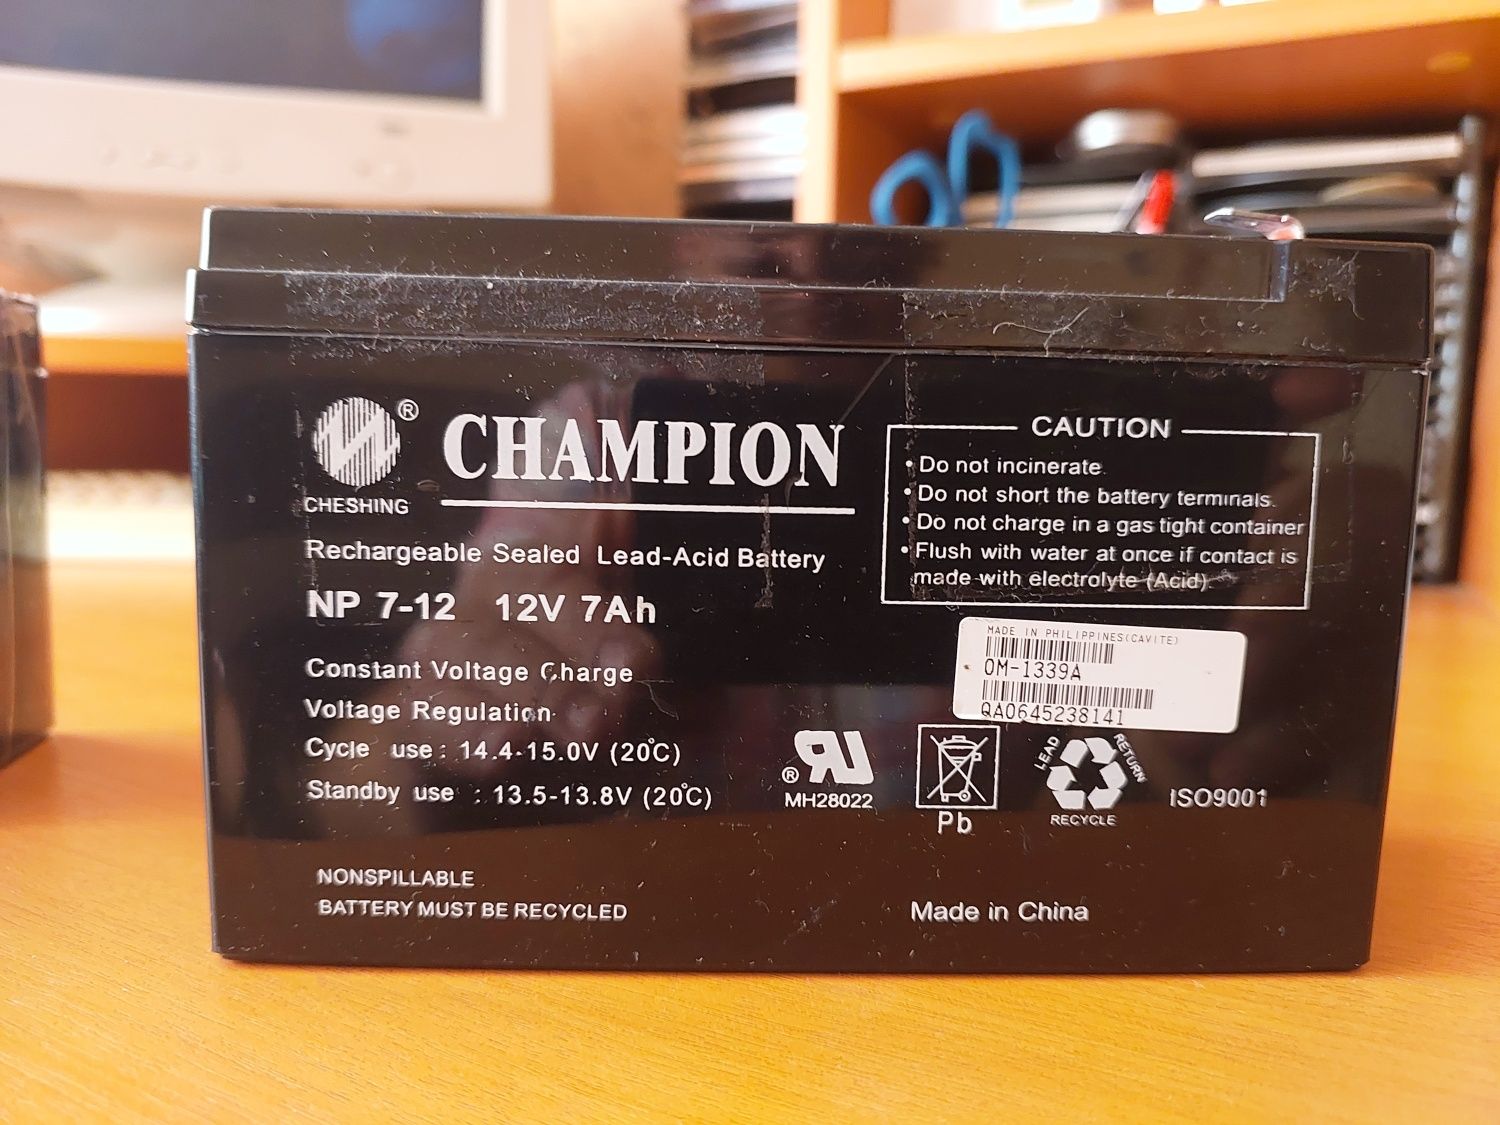 ®
CHESHING
CHAMPION
Rechargeable Sealed Lead-Acid Battery
NP 7-12 12V 7Ah
Constant Voltage Charge
Voltage Regulation
Cycle use : 14.4-15.0V (20℃)
Standby use : 13.5-13.8V (20℃)
NONSPILLABLE
BATTERY MUST BE RECYCLED
CAUTION
• Do not incinerate.
• Do not short the battery terminals.
• Do not charge in a gas tight container
• Flush with water at once if contact is
made with electrolyte (Acid)
MADE IN PHILIPPINES(CAVITE)
OM-1339A
QA0645238141
®
MH28022
Pb
LEAD RETURN
RECYCLE
ISO9001
Made in China